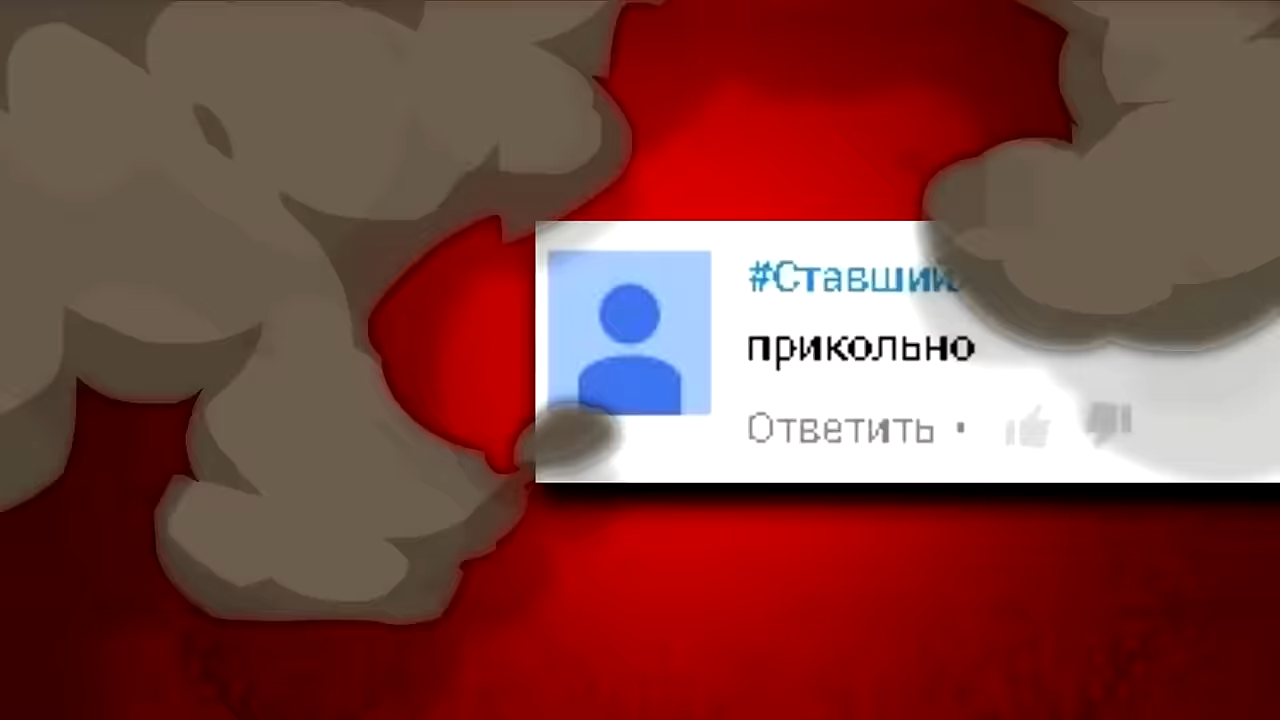 #Ставший
прикольно
Ответить